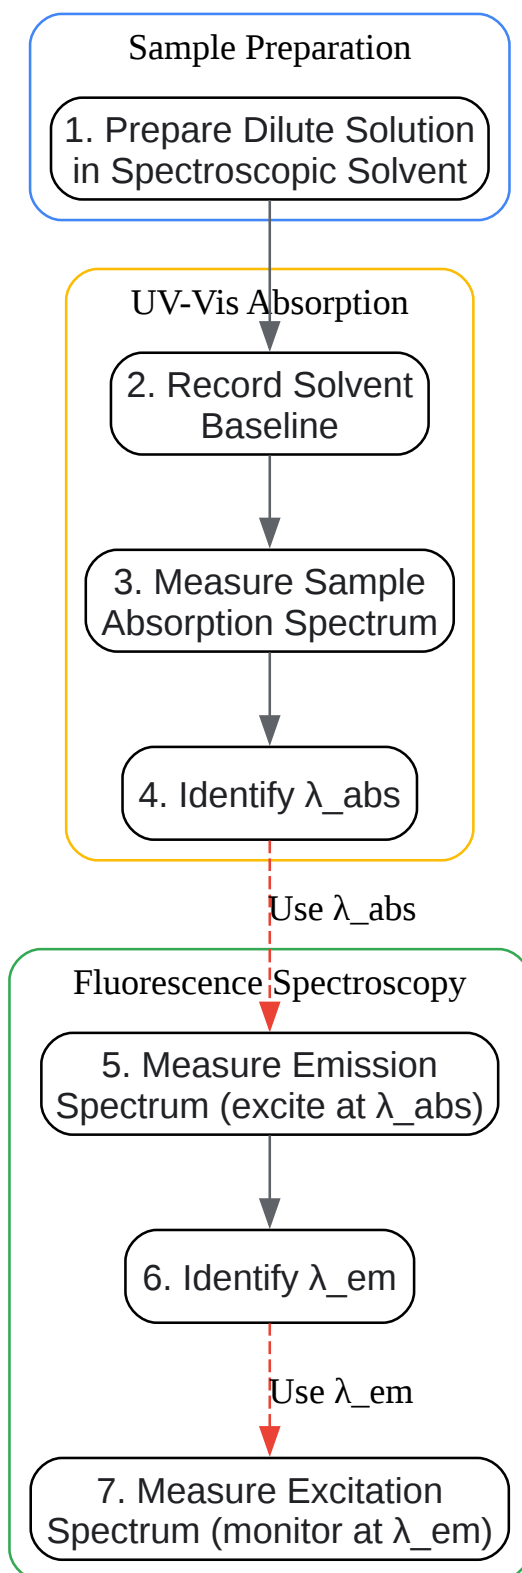 Sample Preparation
1. Prepare Dilute Solution
in Spectroscopic Solvent
UV-Vis Absorption
2. Record Solvent
Baseline
3. Measure Sample
Absorption Spectrum
4. Identify λ_abs
Use λ_abs
Fluorescence Spectroscopy
5. Measure Emission
Spectrum (excite at λ_abs)
6. Identify λ_em
Use λ_em
7. Measure Excitation
Spectrum (monitor at λ_em)